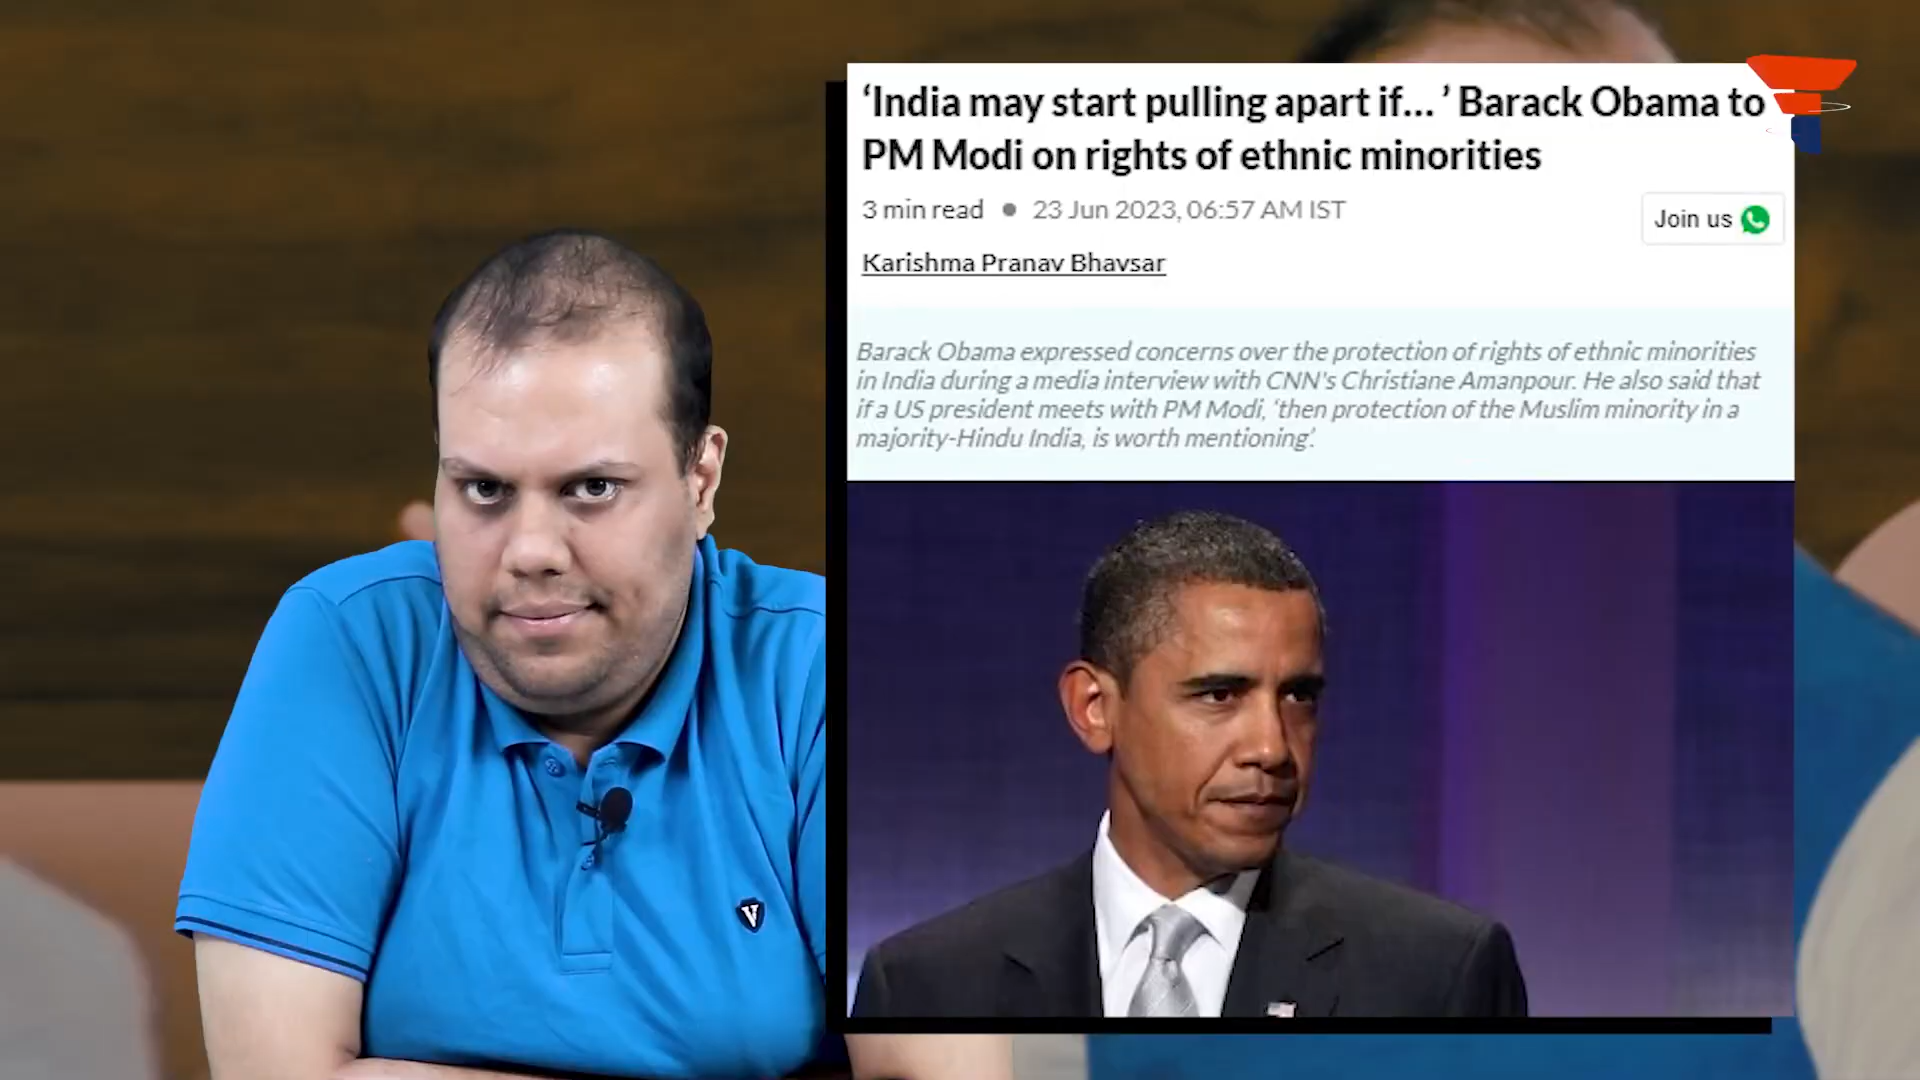 ‘India may start pulling apart if... ’ Barack Obama to
PM Modi on rights of ethnic minorities
3 min read ● 23 Jun 2023, 06:57 AM IST
Join us
Karishma Pranav Bhavsar
Barack Obama expressed concerns over the protection of rights of ethnic minorities
in India during a media interview with CNN's Christiane Amanpour. He also said that
if a US president meets with PM Modi, ‘then protection of the Muslim minority in a
majority-Hindu India, is worth mentioning’.
V